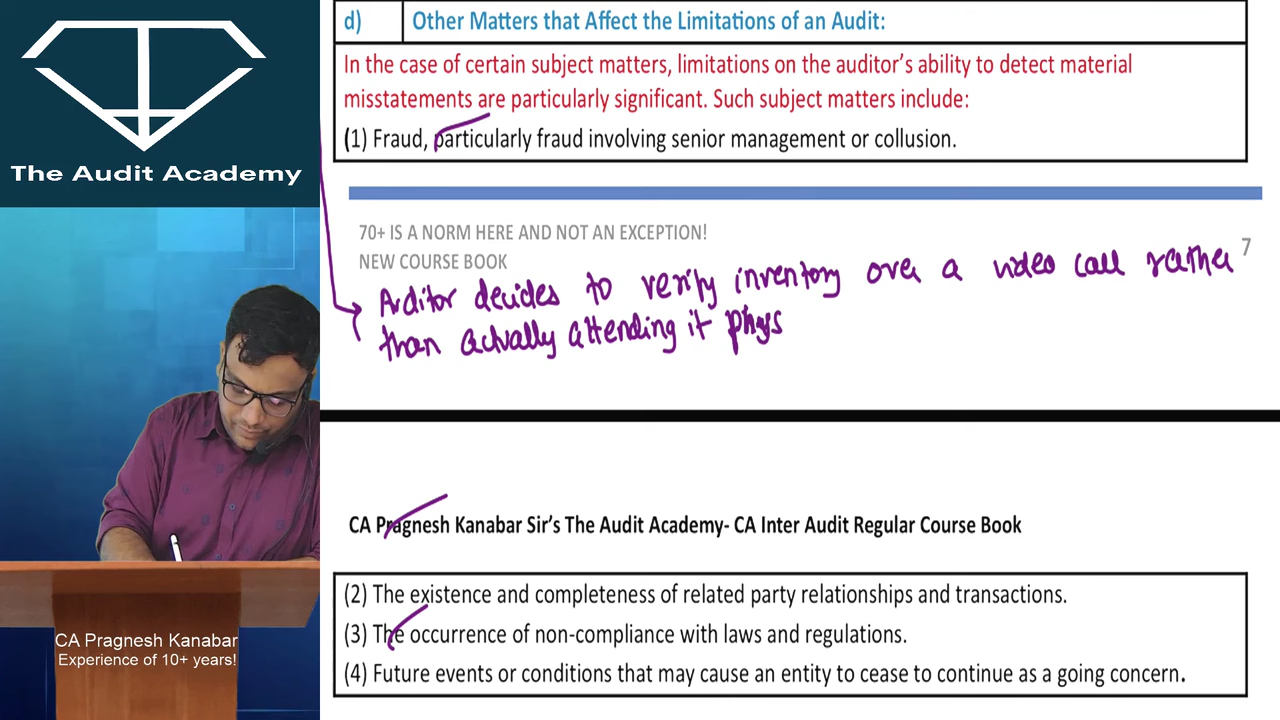 The Audit Academy
d) Other Matters that Affect the Limitations of an Audit:
In the case of certain subject matters, limitations on the auditor's ability to detect material
misstatements are particularly significant. Such subject matters include:
(1) Fraud, particularly fraud involving senior management or collusion.
70+ IS A NORM HERE AND NOT AN EXCEPTION!
NEW COURSE BOOK
7
Auditor decides to verify inventory over a video call rather
than actually attending it phys
CA Pragnesh Kanabar Sir's The Audit Academy- CA Inter Audit Regular Course Book
(2) The existence and completeness of related party relationships and transactions.
(3) The occurrence of non-compliance with laws and regulations.
(4) Future events or conditions that may cause an entity to cease to continue as a going concern.
CA Pragnesh Kanabar
Experience of 10+ years!